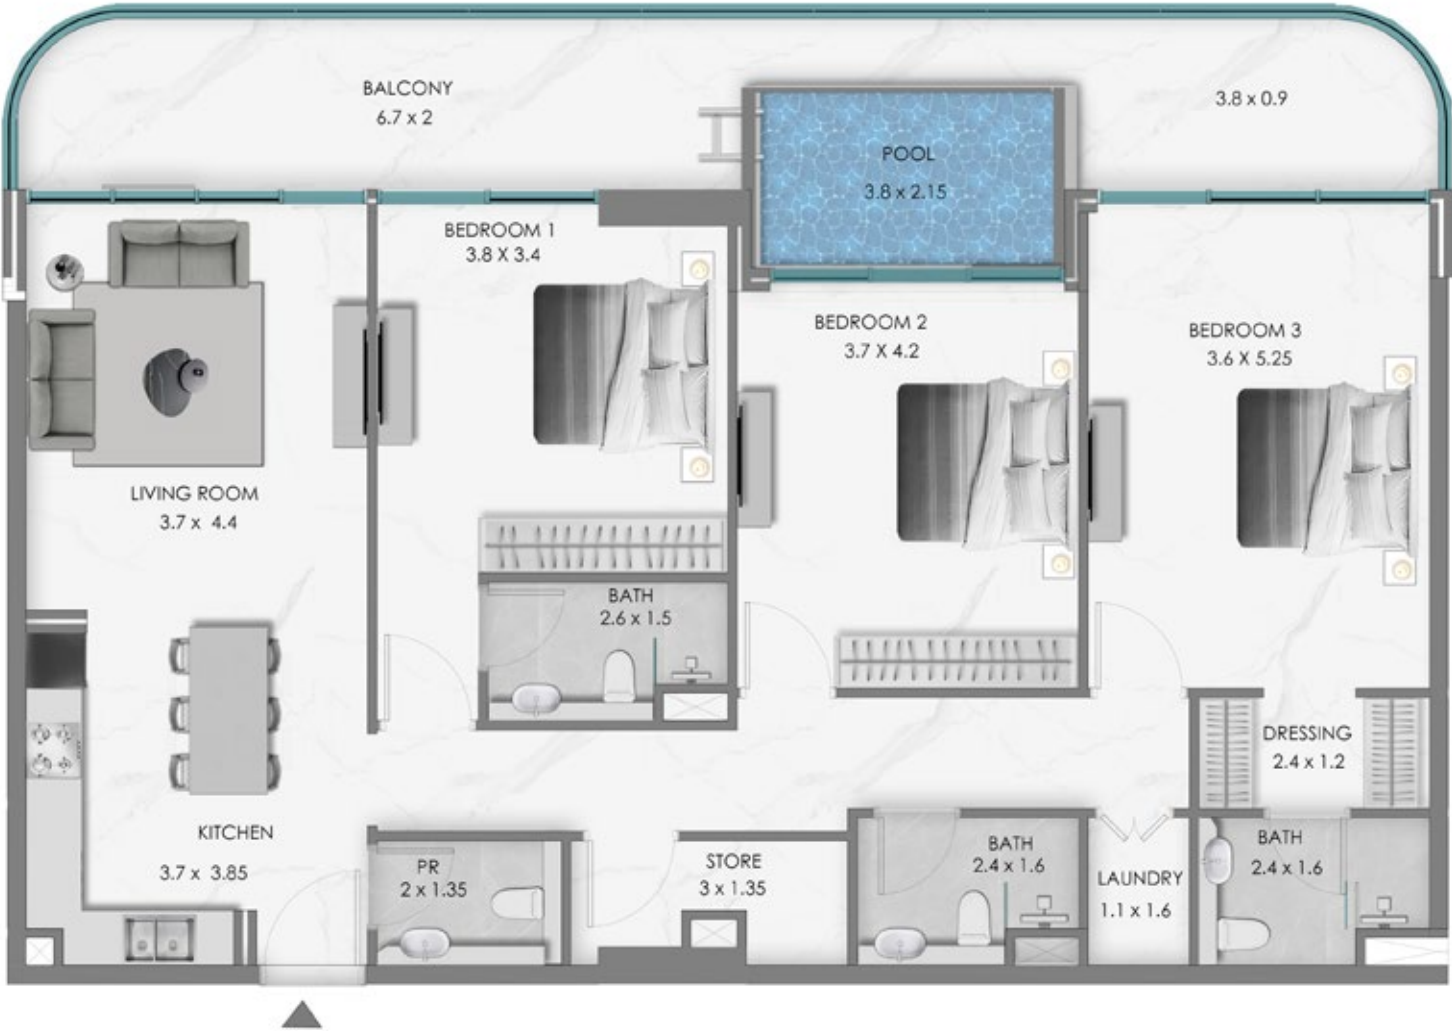 BALCONY
6.7 x 2
3.8 x 0.9
POOL
3.8 x 2.15
BEDROOM 1
3.8 X 3.4
BEDROOM 2
3.7 X 4.2
BEDROOM 3
3.6 X 5.25
LIVING ROOM
3.7 x 4.4
BATH
2.6 x 1.5
DRESSING
2.4 x 1.2
KITCHEN
3.7 x 3.85
PR
2 x 1.35
STORE
3 x 1.35
BATH
2.4 x 1.6
LAUNDRY
1.1 x 1.6
BATH
2.4 x 1.6